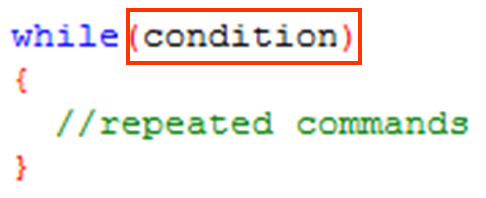 while(condition)
{
//repeated commands
}